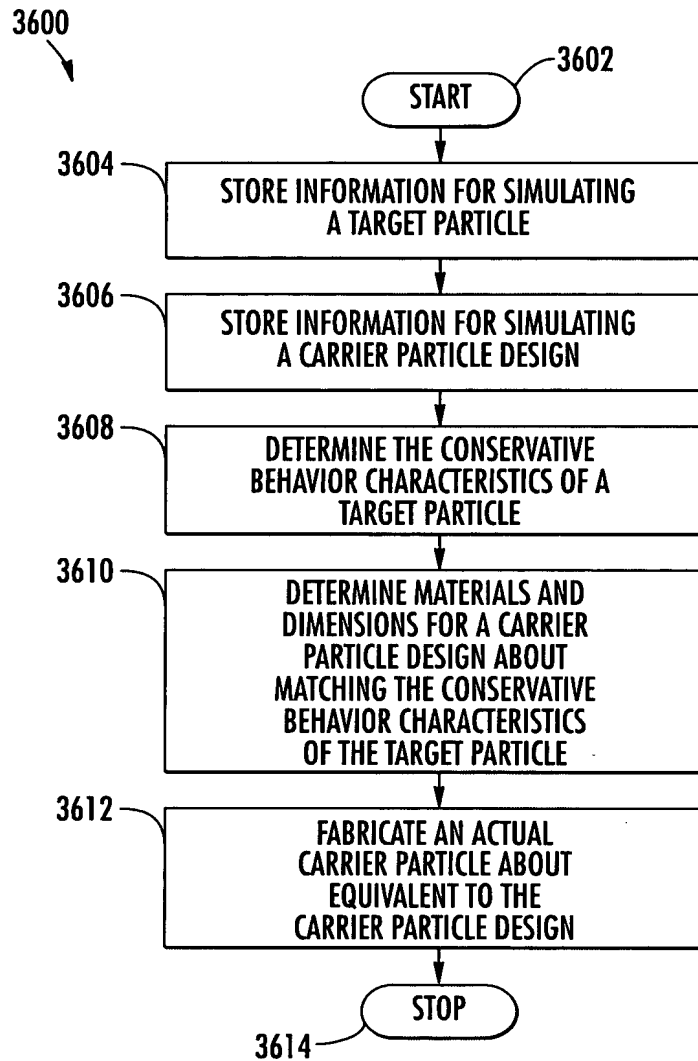 3600
3602
START
3604
STORE INFORMATION FOR SIMULATING
A TARGET PARTICLE
3606
STORE INFORMATION FOR SIMULATING
A CARRIER PARTICLE DESIGN
3608
DETERMINE THE CONSERVATIVE
BEHAVIOR CHARACTERISTICS OF A
TARGET PARTICLE
3610
DETERMINE MATERIALS AND
DIMENSIONS FOR A CARRIER
PARTICLE DESIGN ABOUT
MATCHING THE CONSERVATIVE
BEHAVIOR CHARACTERISTICS
OF THE TARGET PARTICLE
3612
FABRICATE AN ACTUAL
CARRIER PARTICLE ABOUT
EQUIVALENT TO THE
CARRIER PARTICLE DESIGN
STOP
3614